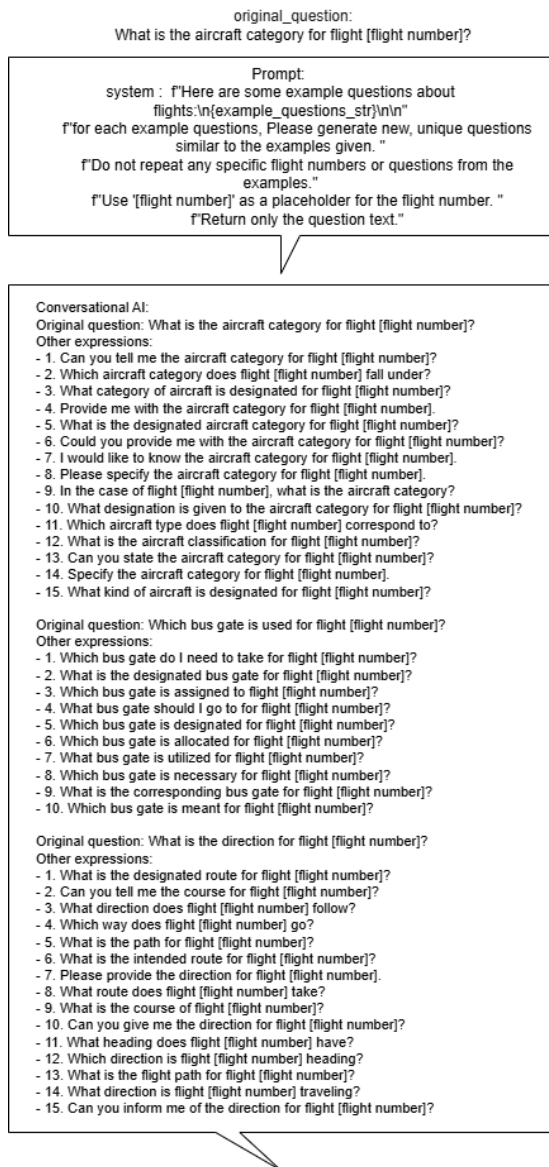 original_question:
What is the aircraft category for flight [flight number]?
Prompt:
system : f"Here are some example questions about
flights:\n{example_questions_str}\n\n"
f"for each example questions, Please generate new, unique questions
similar to the examples given. "
f"Do not repeat any specific flight numbers or questions from the
examples."
f"Use '[flight number]' as a placeholder for the flight number. "
f"Return only the question text."
Conversational AI:
Original question: What is the aircraft category for flight [flight number]?
Other expressions:
- 1. Can you tell me the aircraft category for flight [flight number]?
- 2. Which aircraft category does flight [flight number] fall under?
- 3. What category of aircraft is designated for flight [flight number]?
- 4. Provide me with the aircraft category for flight [flight number].
- 5. What is the designated aircraft category for flight [flight number]?
- 6. Could you provide me with the aircraft category for flight [flight number]?
- 7. I would like to know the aircraft category for flight [flight number].
- 8. Please specify the aircraft category for flight [flight number].
- 9. In the case of flight [flight number], what is the aircraft category?
- 10. What designation is given to the aircraft category for flight [flight number]?
- 11. Which aircraft type does flight [flight number] correspond to?
- 12. What is the aircraft classification for flight [flight number]?
- 13. Can you state the aircraft category for flight [flight number]?
- 14. Specify the aircraft category for flight [flight number].
- 15. What kind of aircraft is designated for flight [flight number]?
Original question: Which bus gate is used for flight [flight number]?
Other expressions:
- 1. Which bus gate do I need to take for flight [flight number]?
- 2. What is the designated bus gate for flight [flight number]?
- 3. Which bus gate is assigned to flight [flight number]?
- 4. What bus gate should I go to for flight [flight number]?
- 5. Which bus gate is designated for flight [flight number]?
- 6. Which bus gate is allocated for flight [flight number]?
- 7. What bus gate is utilized for flight [flight number]?
- 8. Which bus gate is necessary for flight [flight number]?
- 9. What is the corresponding bus gate for flight [flight number]?
- 10. Which bus gate is meant for flight [flight number]?
Original question: What is the direction for flight [flight number]?
Other expressions:
- 1. What is the designated route for flight [flight number]?
- 2. Can you tell me the course for flight [flight number]?
- 3. What direction does flight [flight number] follow?
- 4. Which way does flight [flight number] go?
- 5. What is the path for flight [flight number]?
- 6. What is the intended route for flight [flight number]?
- 7. Please provide the direction for flight [flight number].
- 8. What route does flight [flight number] take?
- 9. What is the course of flight [flight number]?
- 10. Can you give me the direction for flight [flight number]?
- 11. What heading does flight [flight number] have?
- 12. Which direction is flight [flight number] heading?
- 13. What is the flight path for flight [flight number]?
- 14. What direction is flight [flight number] traveling?
- 15. Can you inform me of the direction for flight [flight number]?